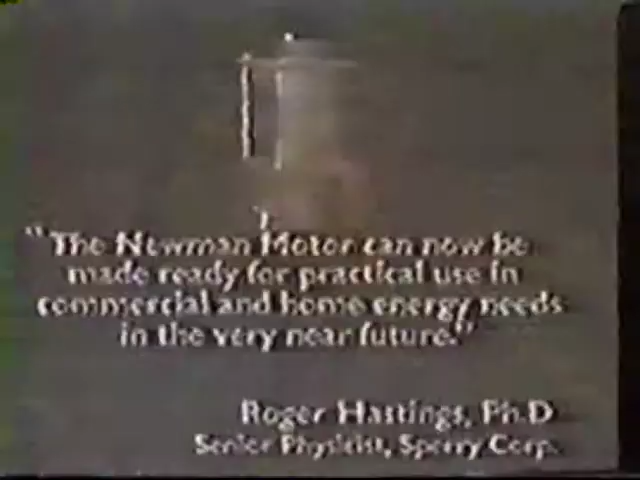 "The Newman Motor can now be
made ready for practical use in
commercial and home energy needs
in the very near future."
Roger Hastings, Ph.D
Senior Physicist, Sperry Corp.